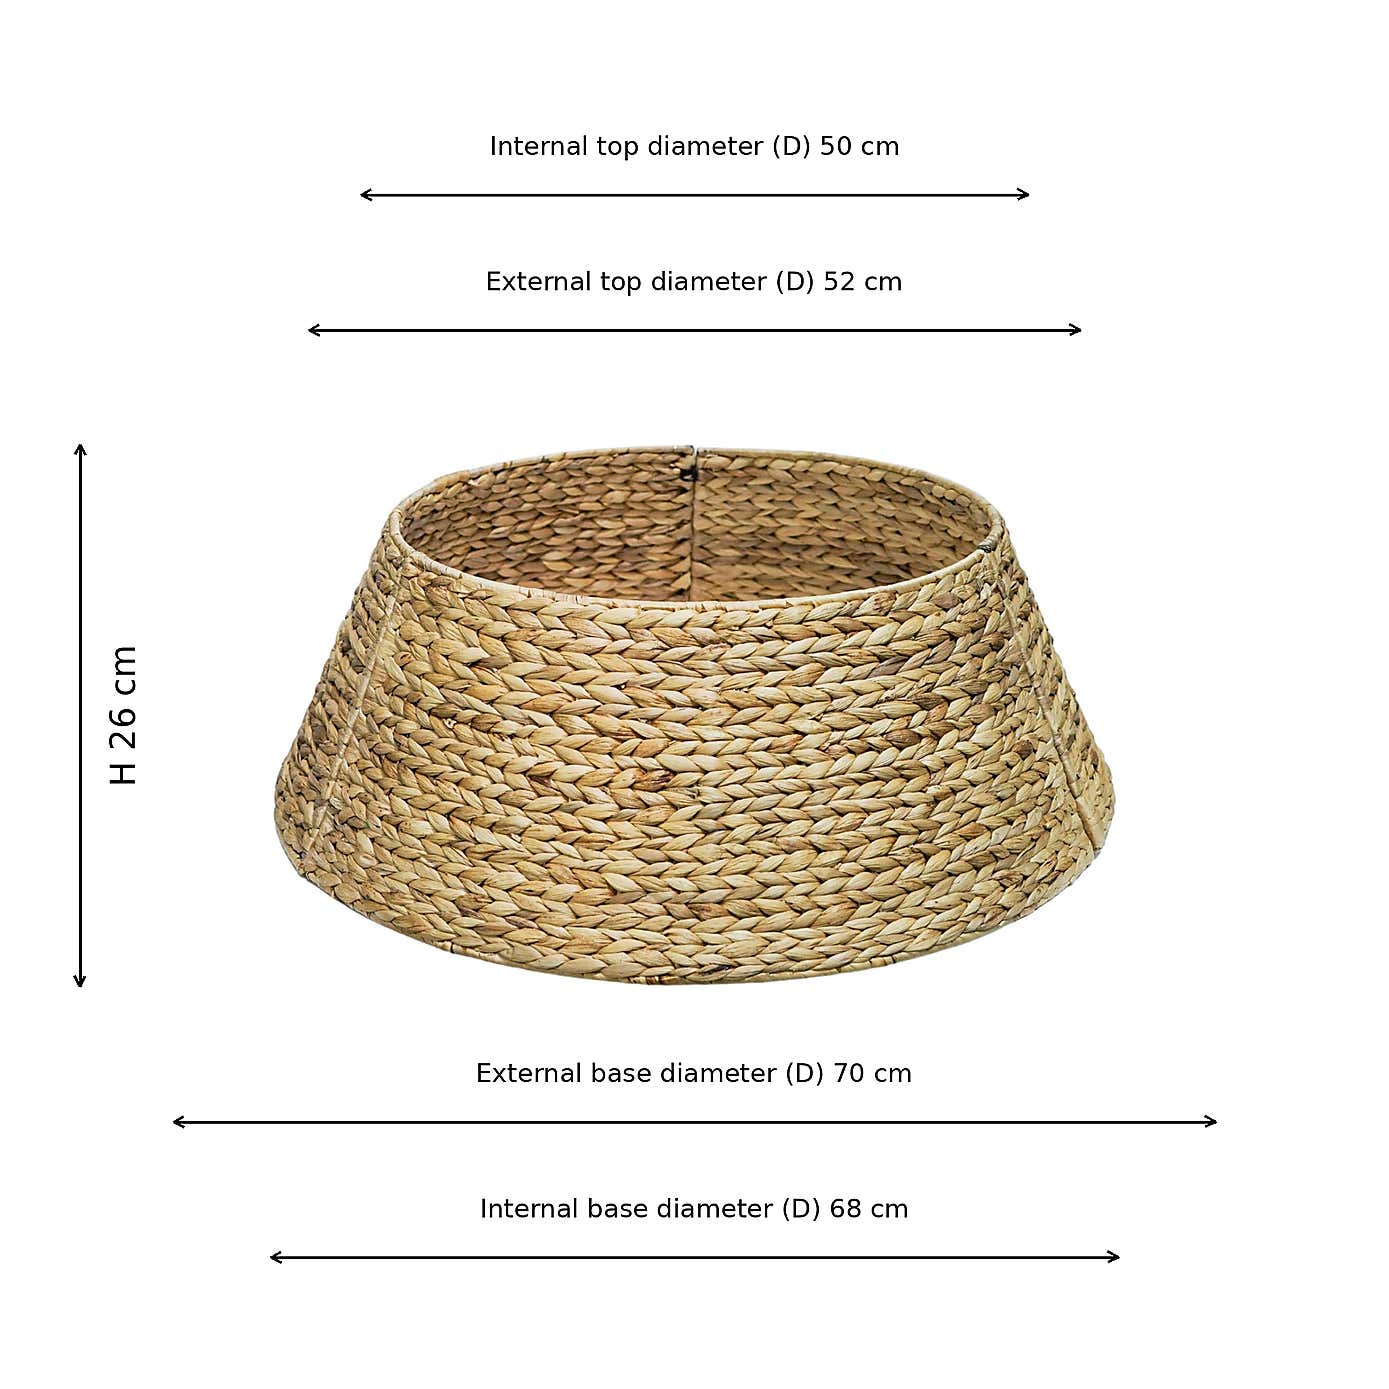 Internal top diameter (D) 50 cm
External top diameter (D) 52 cm
H 26 cm
External base diameter (D) 70 cm
Internal base diameter (D) 68 cm